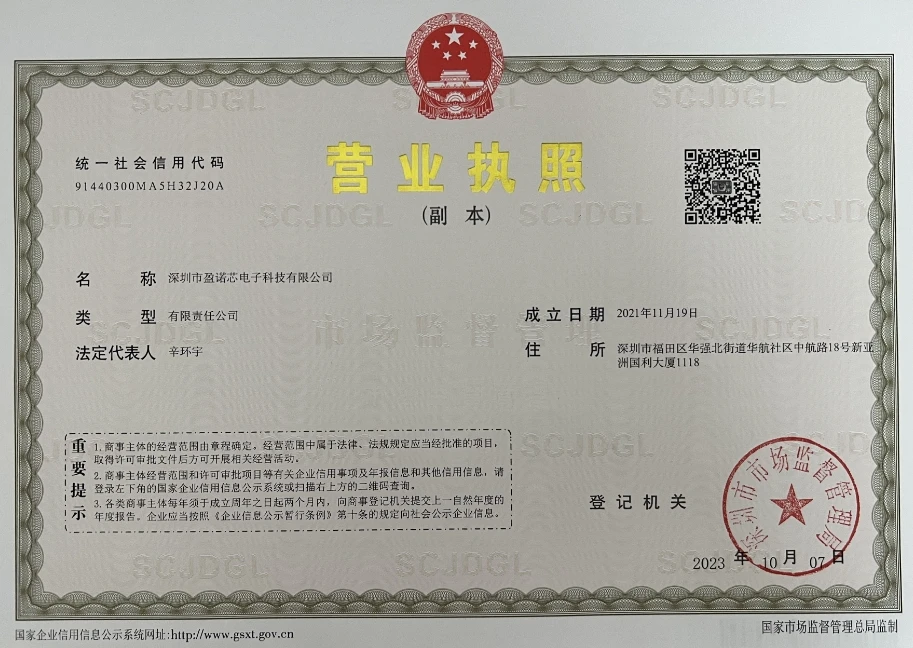 统一社会信用代码
91440300MA5H32J20A
营业执照
(副 本)
名 称 深圳市盈诺芯电子科技有限公司
类 型 有限责任公司
法定代表人 辛环宇
成立日期 2021年11月19日
住 所 深圳市福田区华强北街道华航社区中航路18号新亚
洲国利大厦1118
重要提示
1.商事主体的经营范围由章程确定。经营范围中属于法律、法规规定应当经批准的项目,
取得许可审批文件后方可开展相关经营活动。
2.商事主体经营范围和许可审批项目等有关企业信用事项及年报信息和其他信用信息,请
登录左下角的国家企业信用信息公示系统或扫描右上方的二维码查询。
3.各类商事主体每年须于成立周年之日起两个月内,向商事登记机关提交上一自然年度的
年度报告。企业应当按照《企业信息公示暂行条例》第十条的规定向社会公示企业信息。
登记机关
深圳市市场监督管理局
2023 年 10 月 07 日
国家企业信用信息公示系统网址:http://www.gsxt.gov.cn
国家市场监督管理总局监制
SCJDGL
市场监督管理